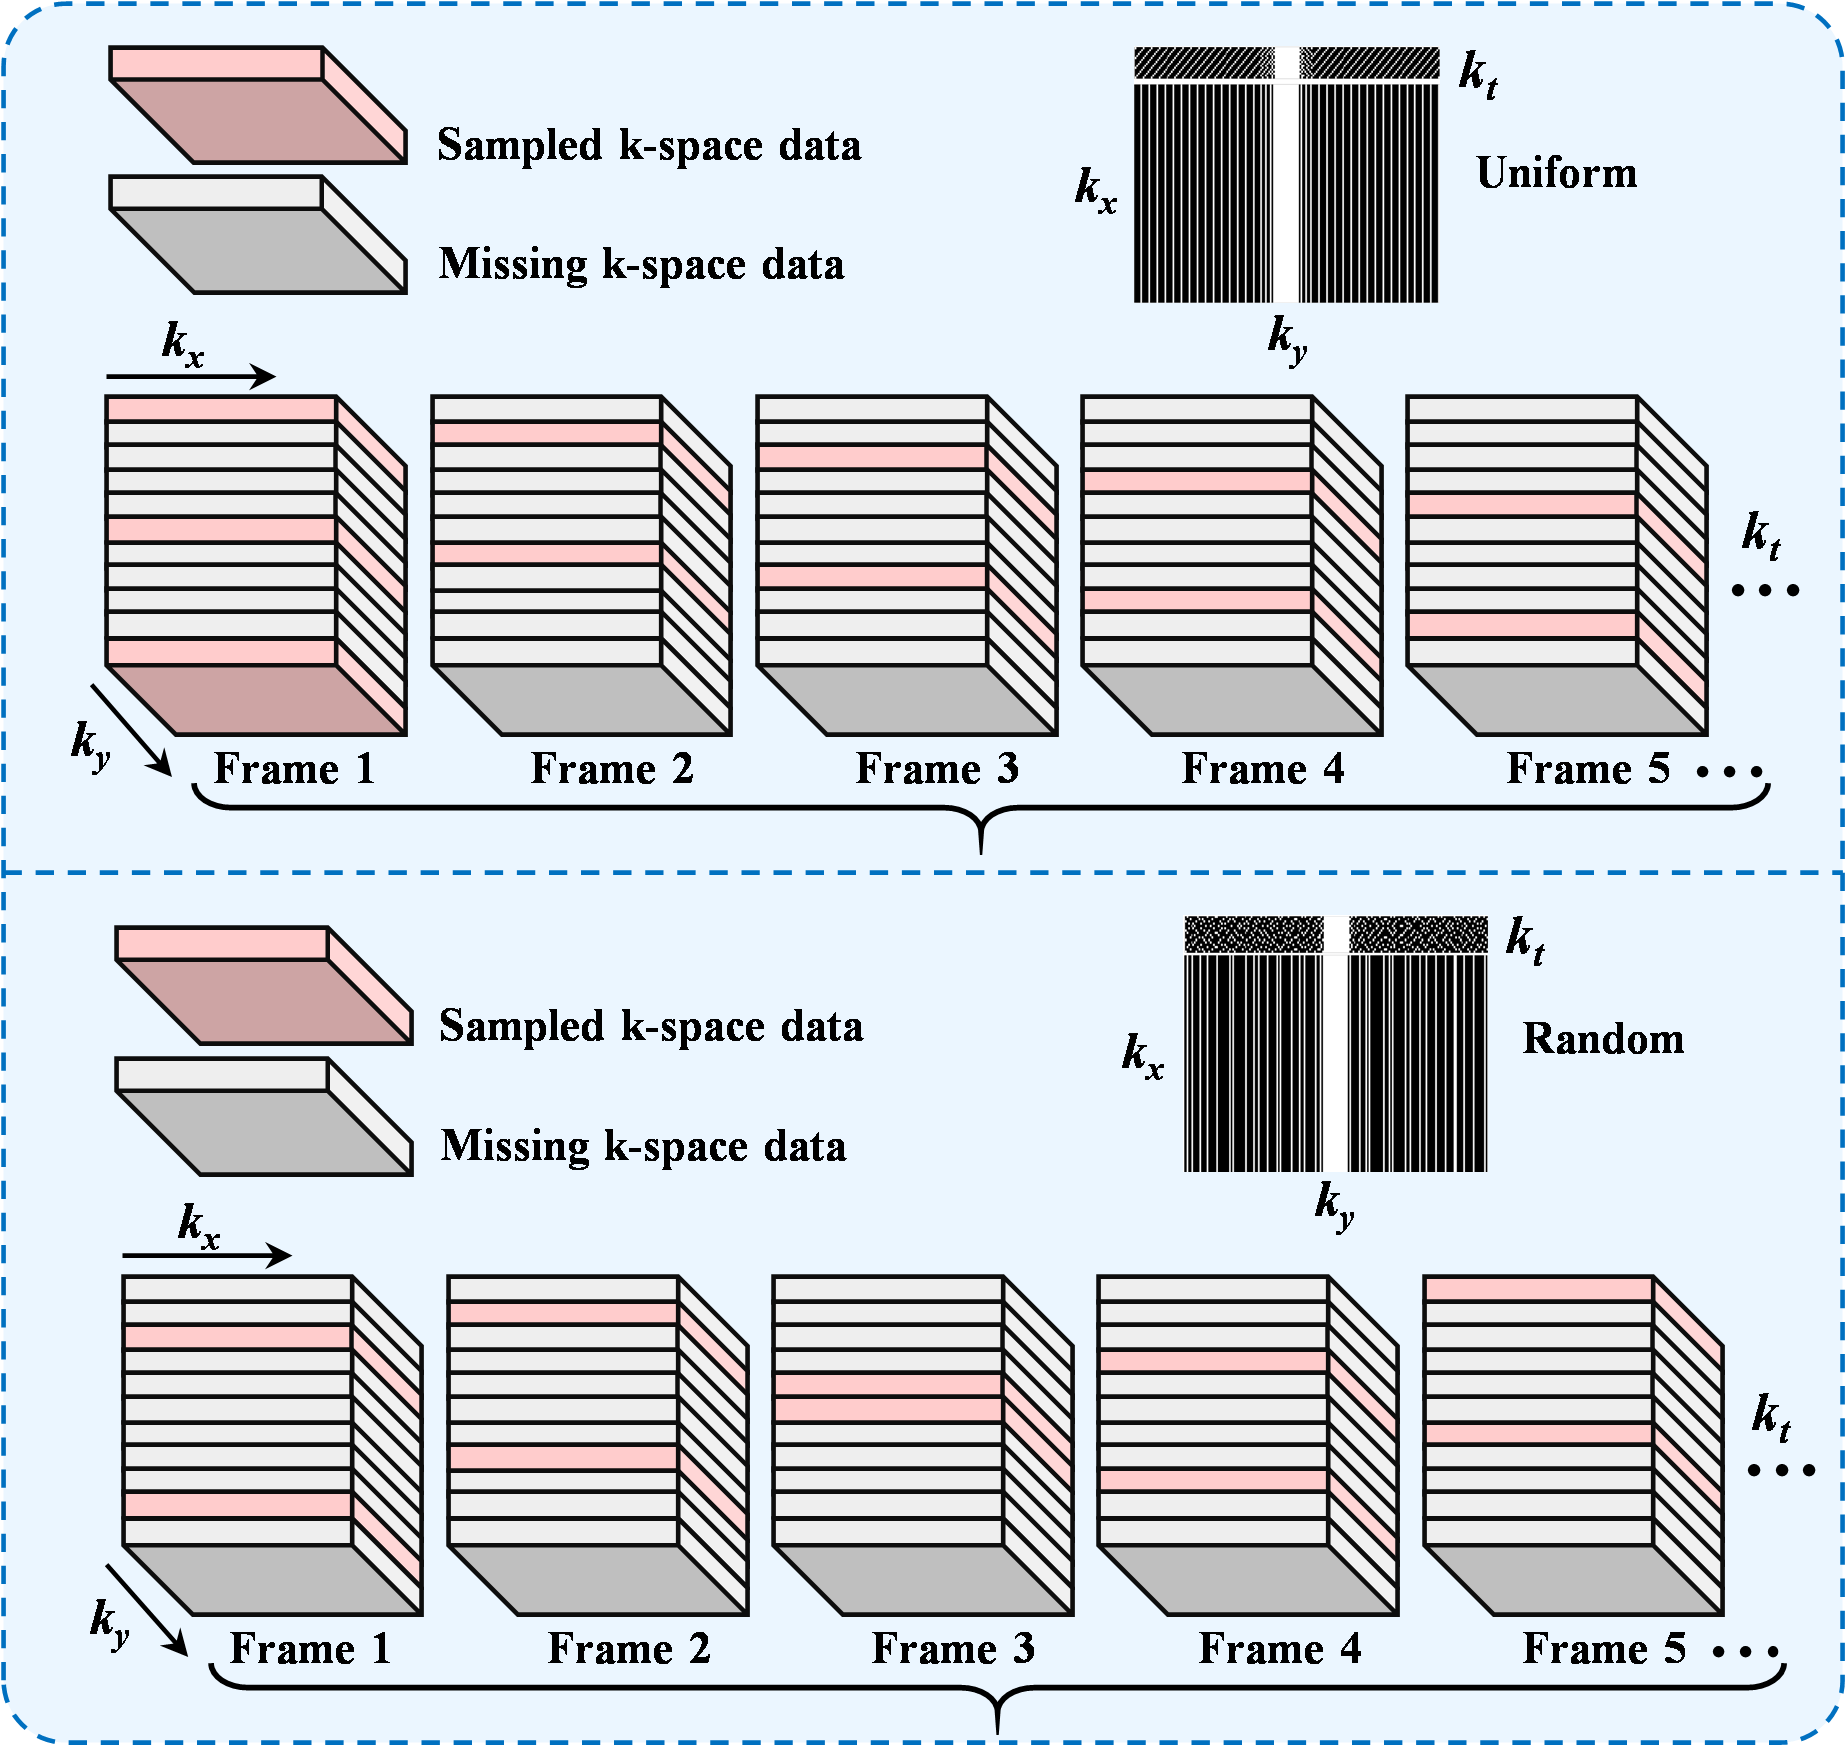 k_t
Sampled k-space data
Uniform
k_x
Missing k-space data
k_y
k_x
k_t
k_y
Frame 1
Frame 2
Frame 3
Frame 4
Frame 5 • • •
k_t
Sampled k-space data
Random
k_x
Missing k-space data
k_y
k_x
k_t
k_y
Frame 1
Frame 2
Frame 3
Frame 4
Frame 5 • • •